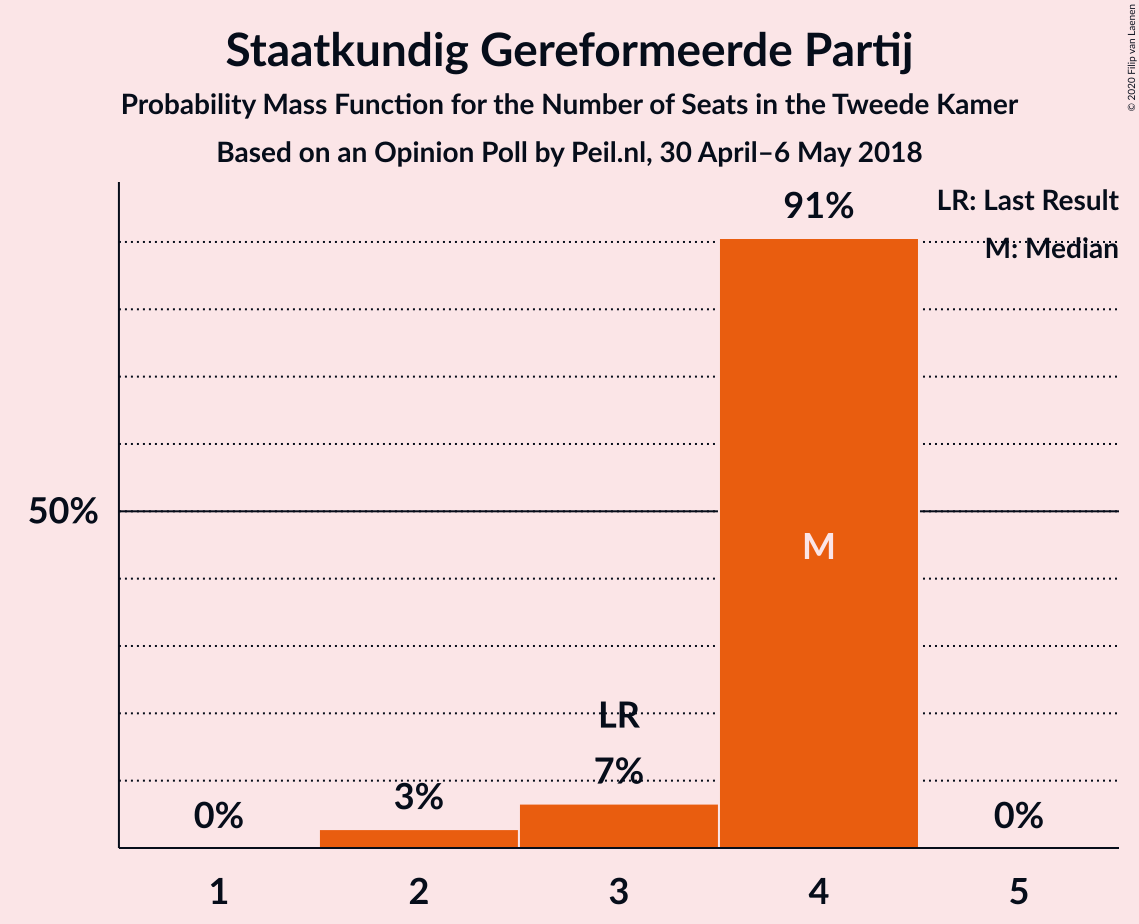 Staatkundig Gereformeerde Partij
Probability Mass Function for the Number of Seats in the Tweede Kamer
Based on an Opinion Poll by Peil.nl, 30 April–6 May 2018
© 2020 Filip van Laenen
LR: Last Result
M: Median
91%
50%
M
LR
7%
3%
0%
0%
1
2
3
4
5